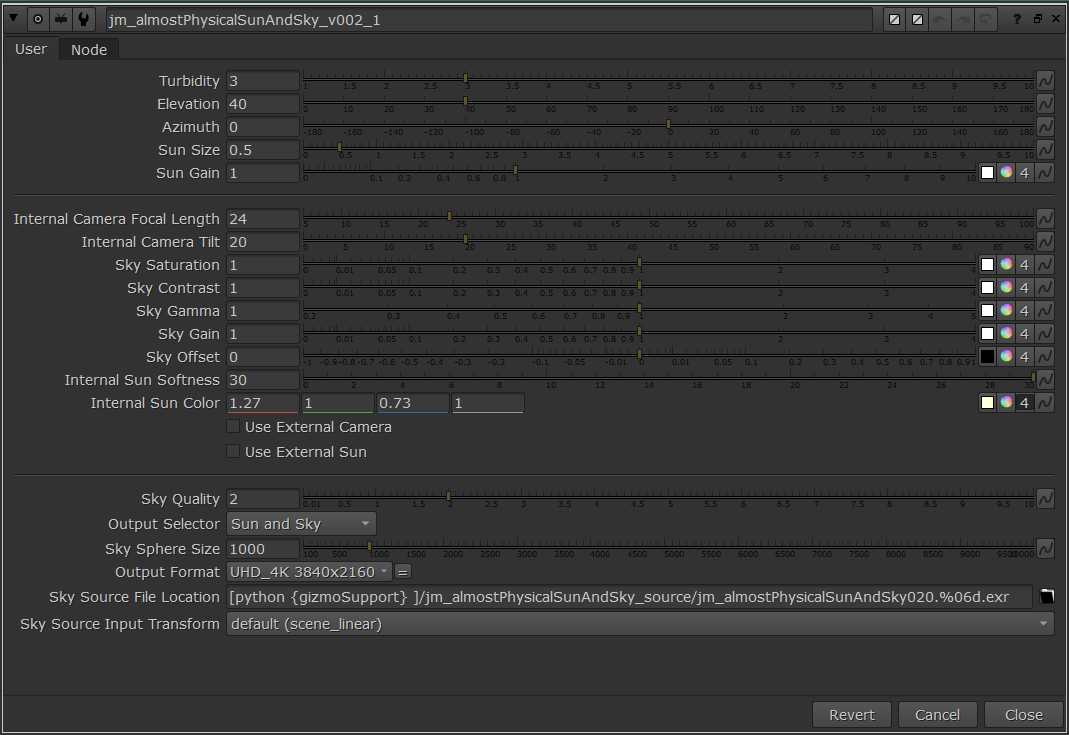 jm_almostPhysicalSunAndSky_v002_1 ?
User Node
Turbidity 3 1 1.5 2 2.5 3 3.5 4 4.5 5 5.5 6 6.5 7 7.5 8 8.5 9 9.5 10
Elevation 40 0 10 20 30 40 50 60 70 80 90 100 110 120 130 140 150 160 170 180
Azimuth 0 -180 -160 -140 -120 -100 -80 -60 -40 -20 0 20 40 60 80 100 120 140 160 180
Sun Size 0.5 0 0.5 1 1.5 2 2.5 3 3.5 4 4.5 5 5.5 6 6.5 7 7.5 8 8.5 9 9.5 10
Sun Gain 1 0 0.1 0.2 0.4 0.6 0.8 1 2 3 4 5 6 7 8 9 10 4
Internal Camera Focal Length 24 5 10 15 20 25 30 35 40 45 50 55 60 65 70 75 80 85 90 95 100
Internal Camera Tilt 20 0 5 10 15 20 25 30 35 40 45 50 55 60 65 70 75 80 85 90
Sky Saturation 1 0 0.01 0.05 0.1 0.2 0.3 0.4 0.5 0.6 0.7 0.8 0.9 1 2 3 4 4
Sky Contrast 1 0 0.01 0.05 0.1 0.2 0.3 0.4 0.5 0.6 0.7 0.8 0.9 1 2 3 4 4
Sky Gamma 1 0.2 0.3 0.4 0.5 0.6 0.7 0.8 0.9 1 2 3 4 5 4
Sky Gain 1 0 0.01 0.05 0.1 0.2 0.3 0.4 0.5 0.6 0.7 0.8 0.9 1 2 3 4 4
Sky Offset 0 -1 -0.9 -0.8 -0.7 -0.6 -0.5 -0.4 -0.3 -0.2 -0.1 -0.05 -0.01 0 0.01 0.05 0.1 0.2 0.3 0.4 0.5 0.6 0.7 0.8 0.9 1 4
Internal Sun Softness 30 0 2 4 6 8 10 12 14 16 18 20 22 24 26 28 30
Internal Sun Color 1.27 1 0.73 1 4
Use External Camera
Use External Sun
Sky Quality 2 0.01 0.5 1 1.5 2 2.5 3 3.5 4 4.5 5 5.5 6 6.5 7 7.5 8 8.5 9 9.5 10
Output Selector Sun and Sky
Sky Sphere Size 1000 100 500 1000 1500 2000 2500 3000 3500 4000 4500 5000 5500 6000 6500 7000 7500 8000 8500 9000 9500 10000
Output Format UHD_4K 3840x2160 =
Sky Source File Location [python {gizmoSupport} ]/jm_almostPhysicalSunAndSky_source/jm_almostPhysicalSunAndSky020.%06d.exr
Sky Source Input Transform default (scene_linear)
Revert Cancel Close